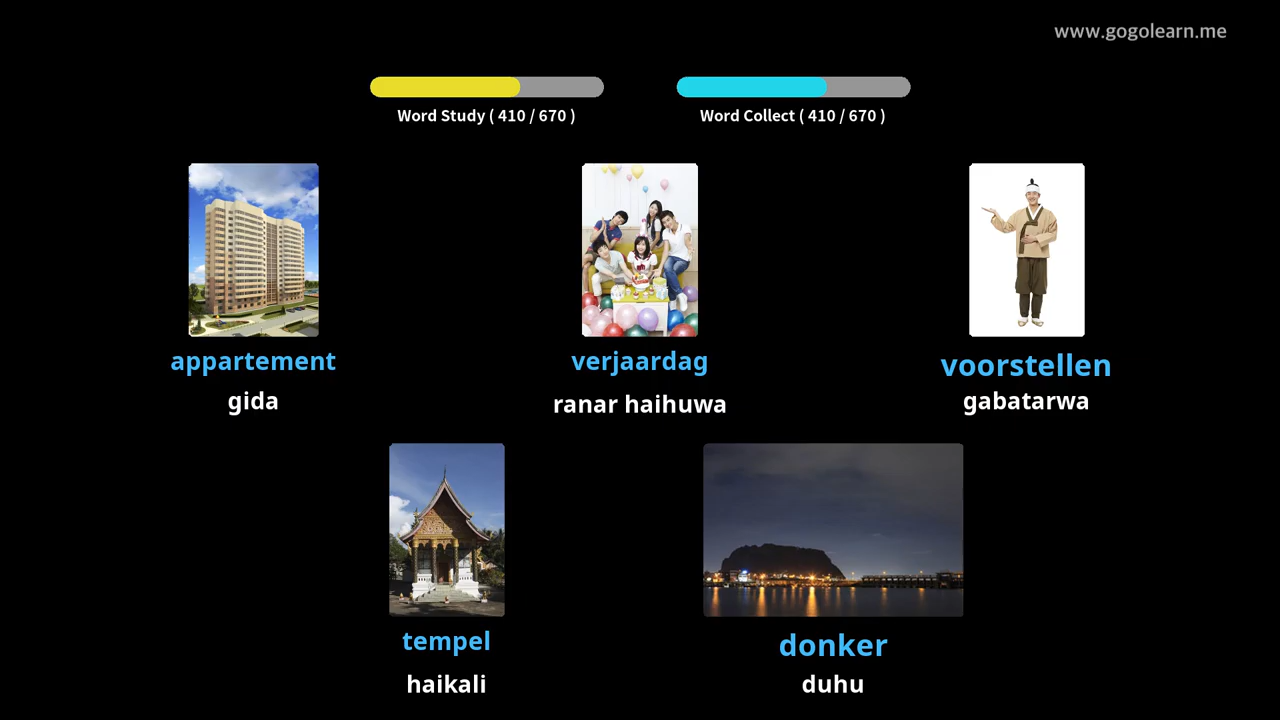 www.gogolearn.me
Word Study ( 410 / 670 )
Word Collect ( 410 / 670 )
appartement
verjaardag
voorstellen
gida
ranar haihuwa
gabatarwa
tempel
donker
haikali
duhu